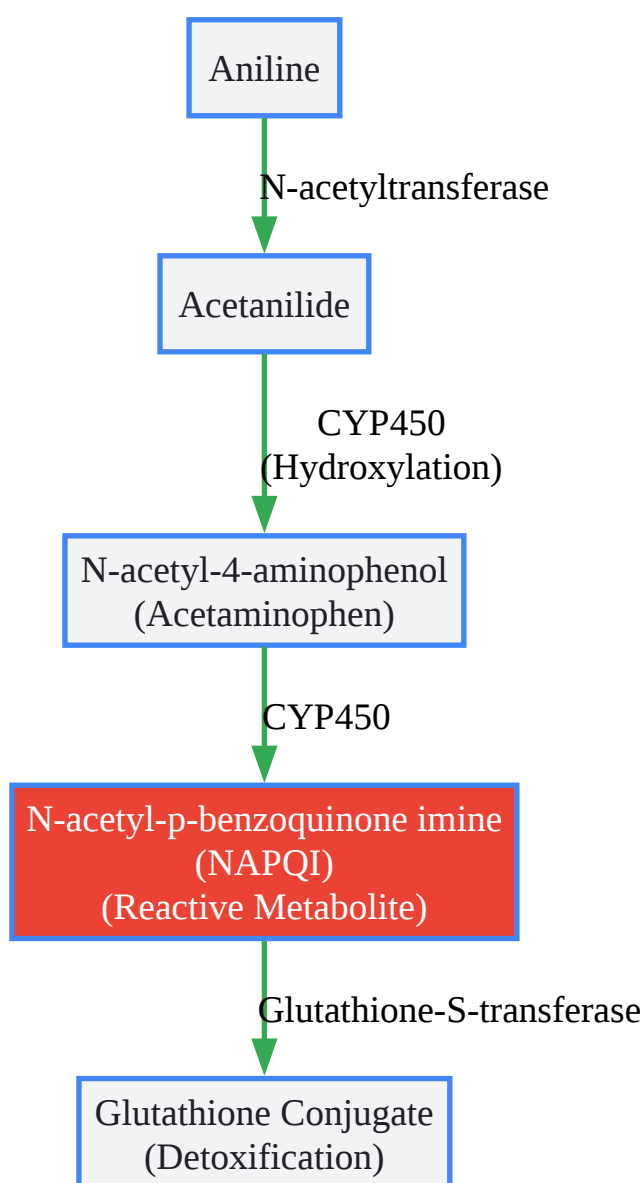 Aniline
N-acetyltransferase
Acetanilide
CYP450
(Hydroxylation)
N-acetyl-4-aminophenol
(Acetaminophen)
CYP450
N-acetyl-p-benzoquinone imine
(NAPQI)
(Reactive Metabolite)
Glutathione-S-transferase
Glutathione Conjugate
(Detoxification)